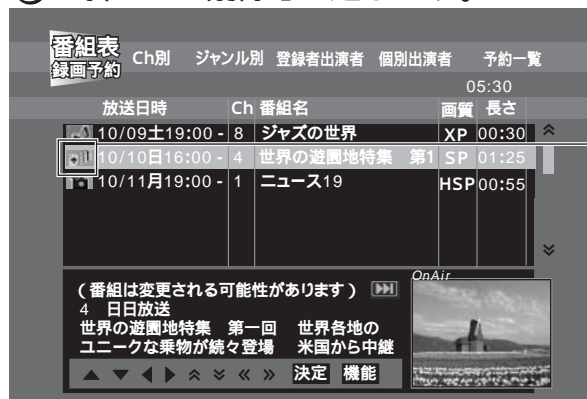 番組表
録画予約
Ch別 ジャンル別 登録者出演者 個別出演者 予約一覧
05:30
放送日時 Ch 番組名 画質 長さ
10/09土19:00 - 8 ジャズの世界 XP 00:30
10/10日16:00 - 4 世界の遊園地特集 第1 SP 01:25
10/11月19:00 - 1 ニュース19 HSP 00:55
(番組は変更される可能性があります)
OnAir
4 日日放送
世界の遊園地特集 第一回 世界各地の
ユニークな乗物が続々登場 米国から中継
決定 機能